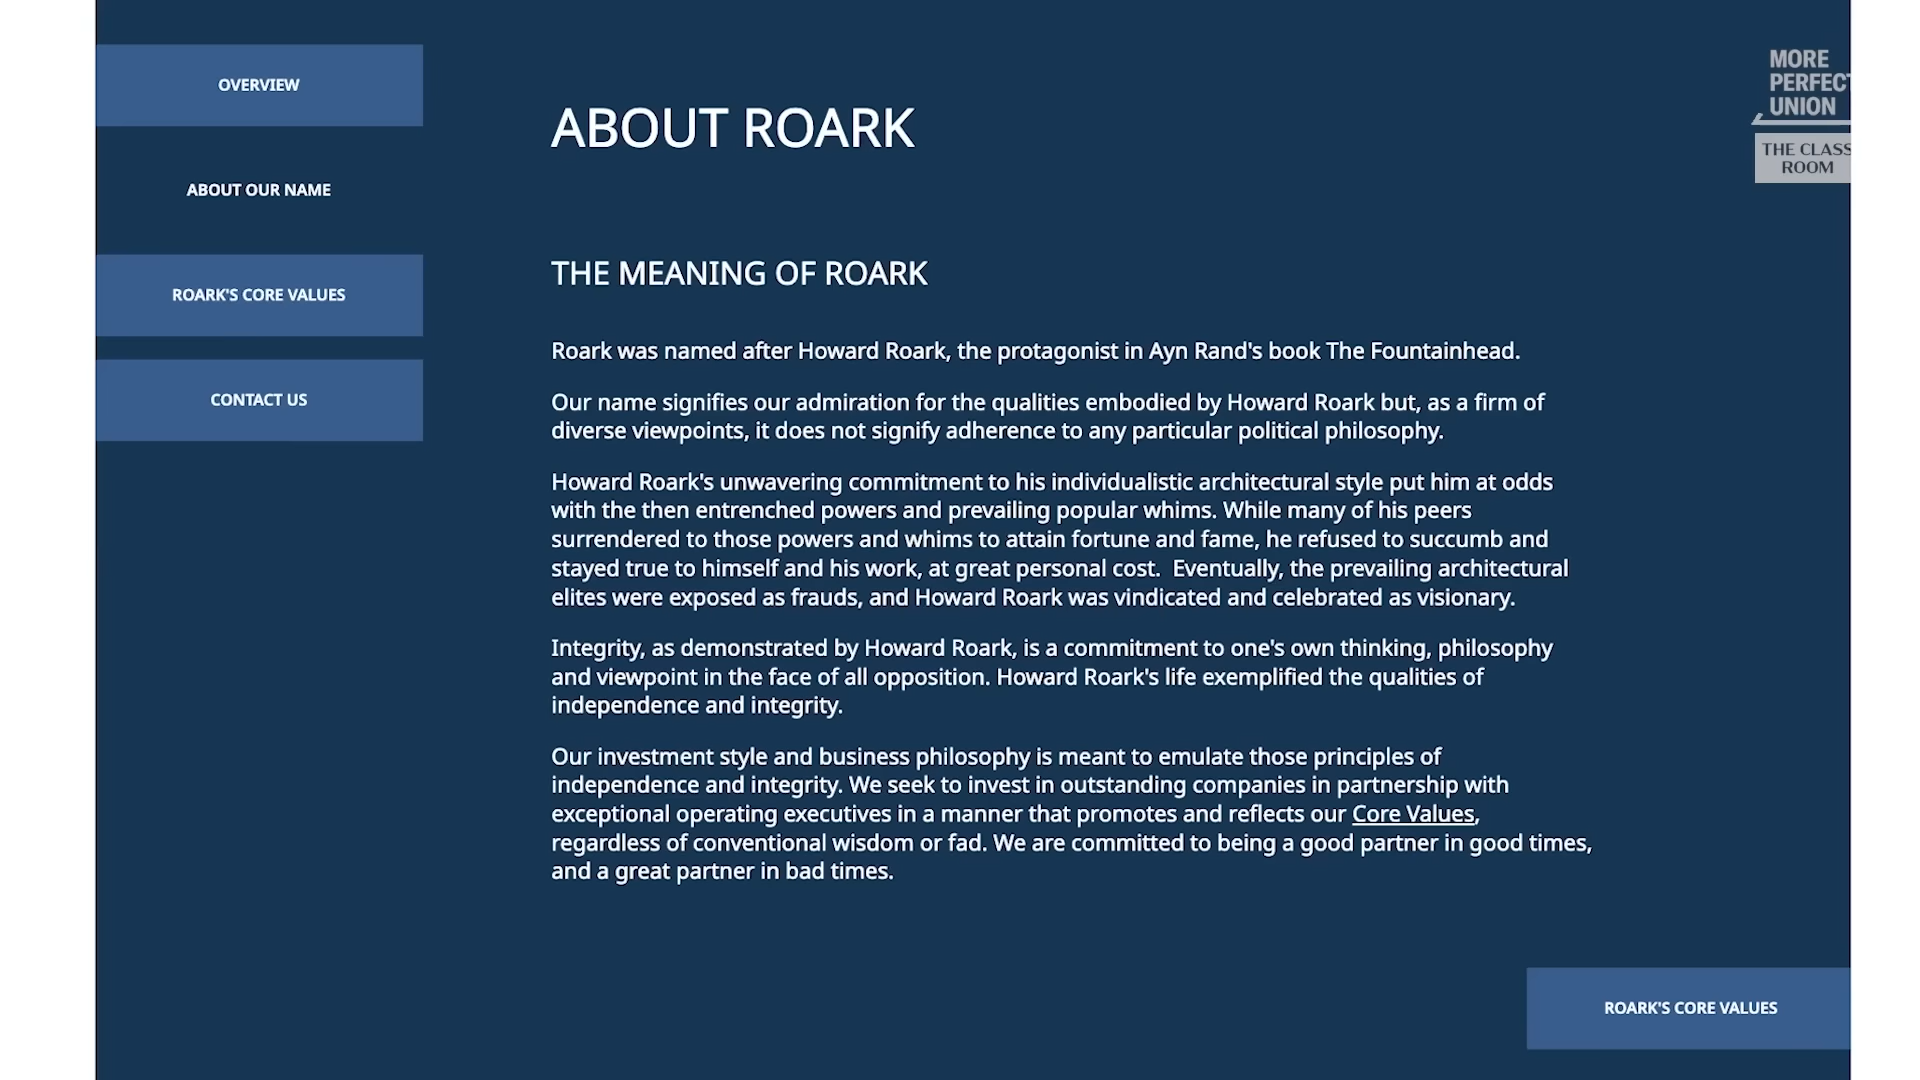 OVERVIEW
ABOUT OUR NAME
ROARK'S CORE VALUES
CONTACT US
ABOUT ROARK
THE MEANING OF ROARK
Roark was named after Howard Roark, the protagonist in Ayn Rand's book The Fountainhead.
Our name signifies our admiration for the qualities embodied by Howard Roark but, as a firm of
diverse viewpoints, it does not signify adherence to any particular political philosophy.
Howard Roark's unwavering commitment to his individualistic architectural style put him at odds
with the then entrenched powers and prevailing popular whims. While many of his peers
surrendered to those powers and whims to attain fortune and fame, he refused to succumb and
stayed true to himself and his work, at great personal cost.  Eventually, the prevailing architectural
elites were exposed as frauds, and Howard Roark was vindicated and celebrated as visionary.
Integrity, as demonstrated by Howard Roark, is a commitment to one's own thinking, philosophy
and viewpoint in the face of all opposition. Howard Roark's life exemplified the qualities of
independence and integrity.
Our investment style and business philosophy is meant to emulate those principles of
independence and integrity. We seek to invest in outstanding companies in partnership with
exceptional operating executives in a manner that promotes and reflects our Core Values,
regardless of conventional wisdom or fad. We are committed to being a good partner in good times,
and a great partner in bad times.
ROARK'S CORE VALUES
MORE
PERFECT
UNION
THE CLASS
ROOM